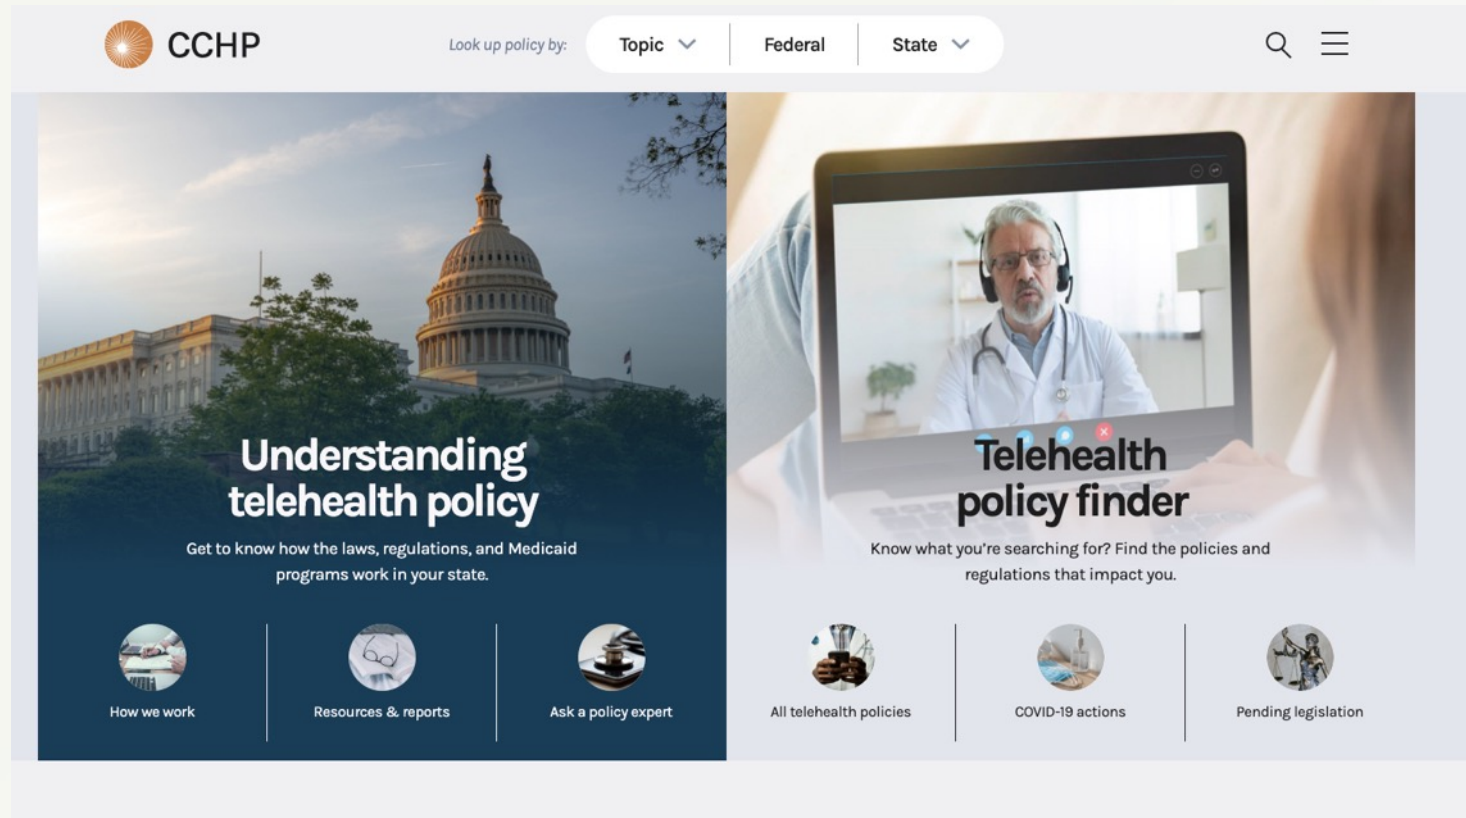 CCHP
Look up policy by:
Topic
Federal
State
Understanding
telehealth policy
Get to know how the laws, regulations, and Medicaid
programs work in your state.
How we work
Resources & reports
Ask a policy expert
Telehealth
policy finder
Know what you're searching for? Find the policies and
regulations that impact you.
All telehealth policies
COVID-19 actions
Pending legislation